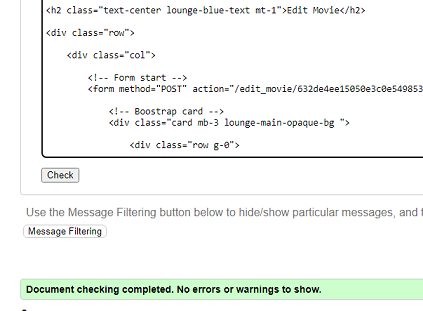 <h2 class="text-center lounge-blue-text mt-1">Edit Movie</h2>
<div class="row">
<div class="col">
<!-- Form start -->
<form method="POST" action="/edit_movie/632de4ee15050e3c0e549853
<!-- Boostrap card -->
<div class="card mb-3 lounge-main-opaque-bg ">
<div class="row g-0">
Check
Use the Message Filtering button below to hide/show particular messages, and t
Message Filtering
Document checking completed. No errors or warnings to show.